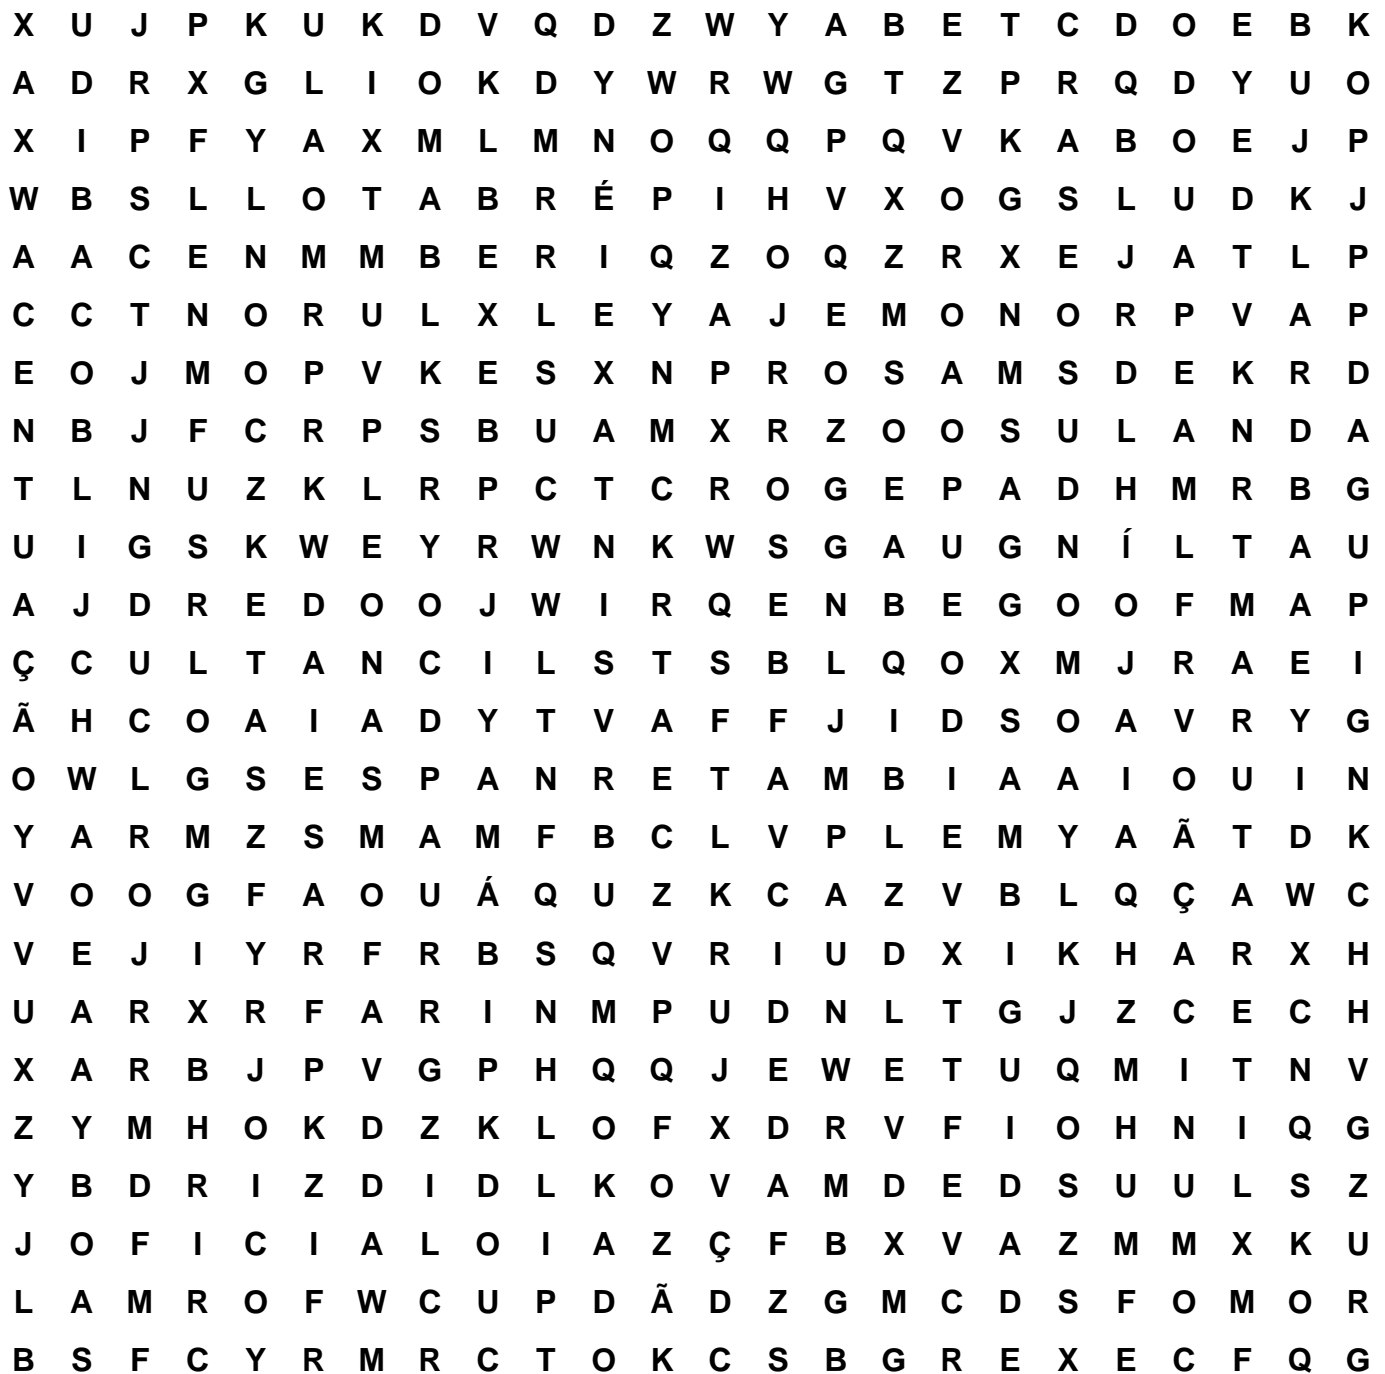 X U J P K U K D V Q D Z W Y A B E T C D O E B K
A D R X G L I O K D Y W R W G T Z P R Q D Y U O
X I P F Y A X M L M N O Q Q P Q V K A B O E J P
W B S L L O T A B R É P I H V X O G S L U D K J
A A C E N M M B E R I Q Z O Q Z R X E J A T L P
C C T N O R U L X L E Y A J E M O N O R P V A P
E O J M O P V K E S X N P R O S A M S D E K R D
N B J F C R P S B U A M X R Z O O S U L A N D A
T L N U Z K L R P C T C R O G E P A D H M R B G
U I G S K W E Y R W N K W S G A U G N Í L T A U
A J D R E D O O J W I R Q E N B E G O O F M A P
Ç C U L T A N C I L S T S B L Q O X M J R A E I
Ã H C O A I A D Y T V A F F J I D S O A V R Y G
O W L G S E S P A N R E T A M B I A A I O U I N
Y A R M Z S M A M F B C L V P L E M Y A Ã T D K
V O O G F A O U Á Q U Z K C A Z V B L Q Ç A W C
V E J I Y R F R B S Q V R I U D X I K H A R X H
U A R X R F A R I N M P U D N L T G J Z C E C H
X A R B J P V G P H Q Q J E W E T U Q M I T N V
Z Y M H O K D Z K L O F X D R V F I O H N I Q G
Y B D R I Z D I D L K O V A M D E D S U U L S Z
J O F I C I A L O I A Z Ç F B X V A Z M M X K U
L A M R O F W C U P D Ã D Z G M C D S F O M O R
B S F C Y R M R C T O K C S B G R E X E C F Q G